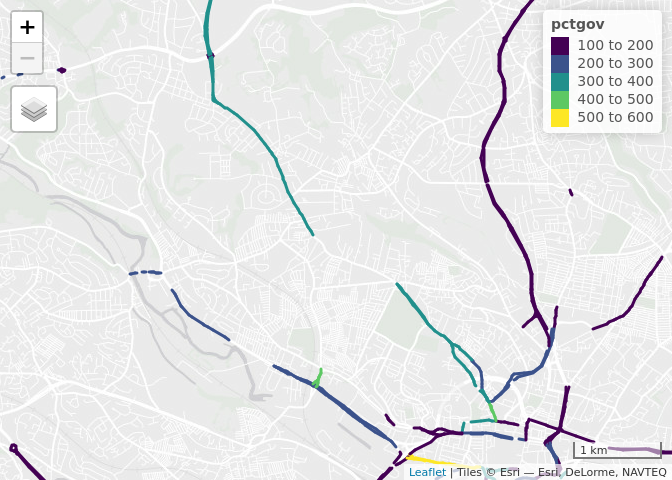 +
−
pctgov
100 to 200
200 to 300
300 to 400
400 to 500
500 to 600
1 km
Leaflet | Tiles © Esri — Esri, DeLorme, NAVTEQ